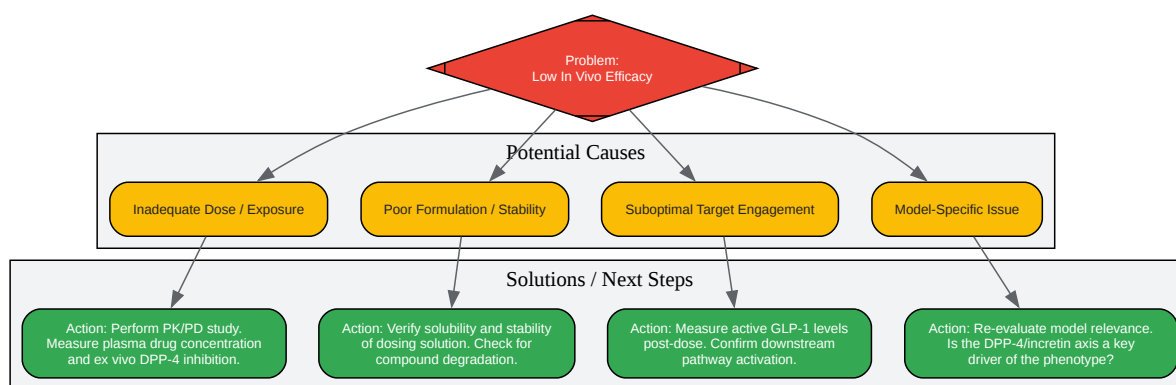 Problem:
Low In Vivo Efficacy
Potential Causes
Inadequate Dose / Exposure
Poor Formulation / Stability
Suboptimal Target Engagement
Model-Specific Issue
Solutions / Next Steps
Action: Perform PK/PD study.
Measure plasma drug concentration
and ex vivo DPP-4 inhibition.
Action: Verify solubility and stability
of dosing solution. Check for
compound degradation.
Action: Measure active GLP-1 levels
post-dose. Confirm downstream
pathway activation.
Action: Re-evaluate model relevance.
Is the DPP-4/incretin axis a key
driver of the phenotype?